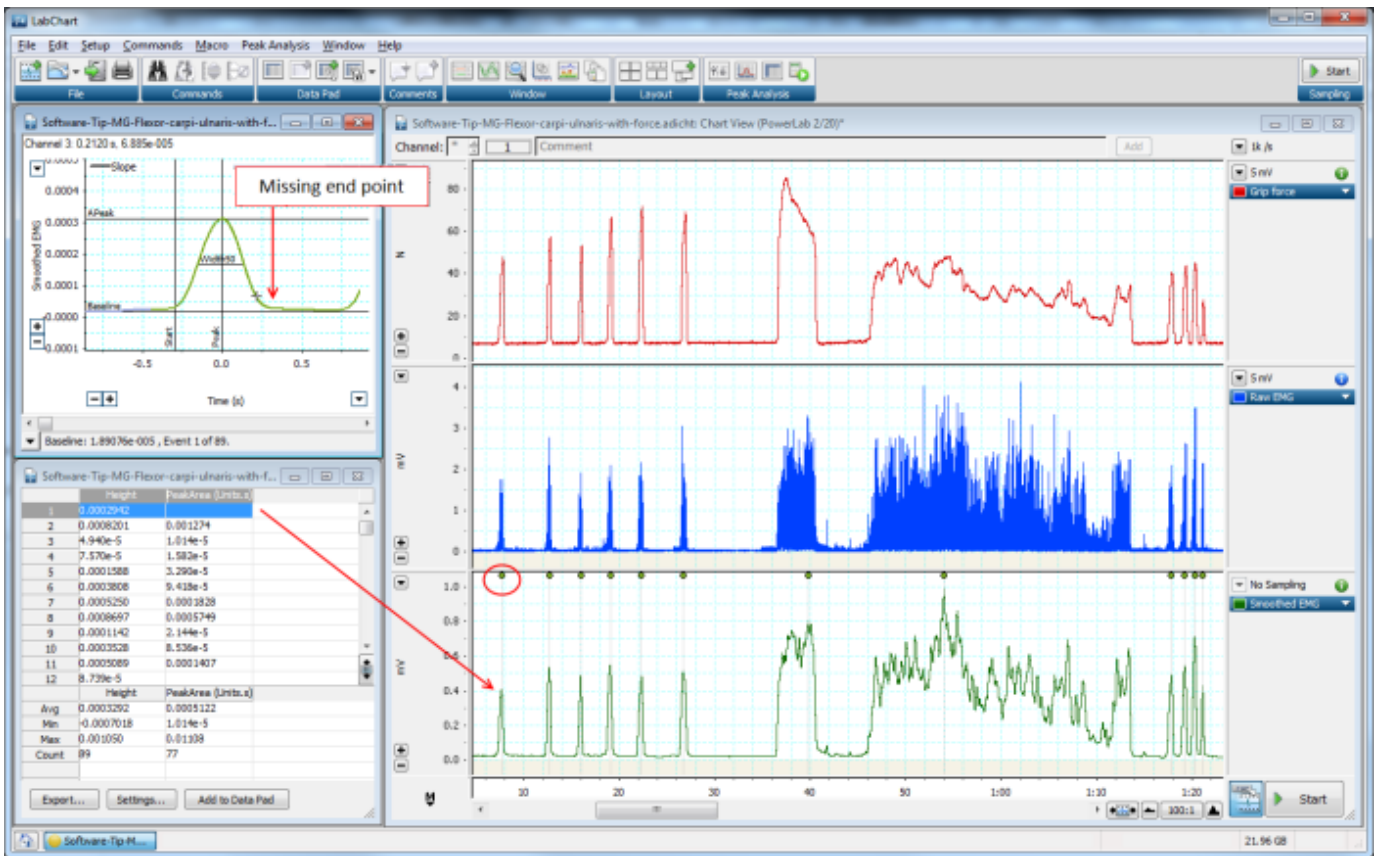 LabChart
File Edit Setup Commands Macro Peak Analysis Window Help
Start
File Commands Data Pad Comments Window Layout Peak Analysis Sampling
Software-Tip-MG-Flexor-carpi-ulnaris-with-f...
Channel 3: 0.2120 s, 6.885e-005
Slope
Missing end point
0.0004
APeak
0.0003
0.0002
Width50
0.0001
Baseline
0.0000
0.0001
Smoothed EMG
Start
Peak
-0.5 0.0 0.5
Time (s)
Baseline: 1.89076e-005 , Event 1 of 89.
Software-Tip-MG-Flexor-carpi-ulnaris-with-f...
Height PeakArea (Units.s)
1 0.0002942
2 0.0008201 0.001274
3 4.940e-5 1.014e-5
4 7.570e-5 1.582e-5
5 0.0001588 3.290e-5
6 0.0003808 9.418e-5
7 0.0005250 0.0001828
8 0.0008697 0.0005749
9 0.0001142 2.144e-5
10 0.0003528 8.536e-5
11 0.0005089 0.0001407
12 8.739e-5
Height PeakArea (Units.s)
Avg 0.0003292 0.0005122
Min -0.0007018 1.014e-5
Max 0.001050 0.01108
Count 89 77
Export... Settings... Add to Data Pad
Software-Tip-MG-Flexor-carpi-ulnaris-with-force.adicht: Chart View (PowerLab 2/20)*
Channel: * 1 Comment Add 1k /s
80
60
N
40
20
0
5 mV
Grip force
4
3
mV
2
1
0
5 mV
Raw EMG
1.0
0.8
0.6
mV
0.4
0.2
0.0
No Sampling
Smoothed EMG
M
10 20 30 40 50 1:00 1:10 1:20
100:1
Start
Software-Tip-M...
21.96 GB